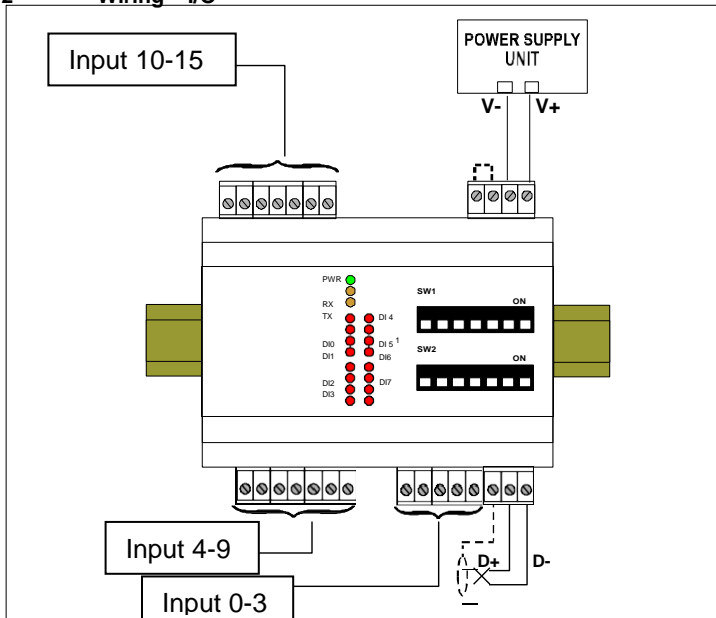 2 Wiring - I/O
Input 10-15
POWER SUPPLY
UNIT
V- V+
PWR
RX
TX
DI0
DI1
DI2
DI3
DI 4
DI 5 1
DI6
DI7
SW1
ON
SW2
ON
Input 4-9
Input 0-3
D+ D-